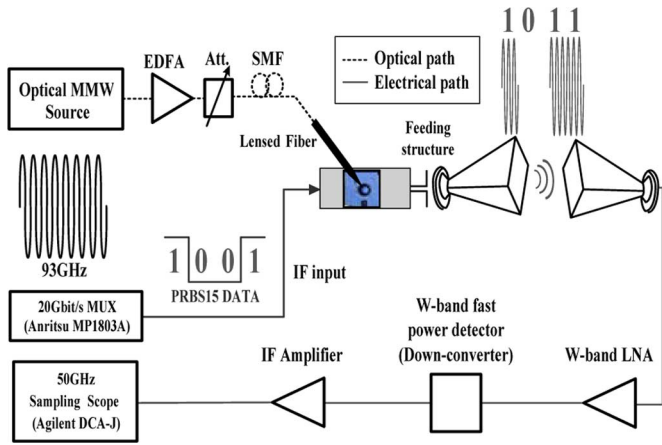 1 0 1 1
EDFA
Att.
SMF
Optical path
Electrical path
Optical MMW
Source
Lensed Fiber
Feeding
structure
93GHz
1 0 0 1
PRBS15 DATA
IF input
20Gbit/s MUX
(Anritsu MP1803A)
W-band fast
power detector
(Down-converter)
IF Amplifier
W-band LNA
50GHz
Sampling Scope
(Agilent DCA-J)